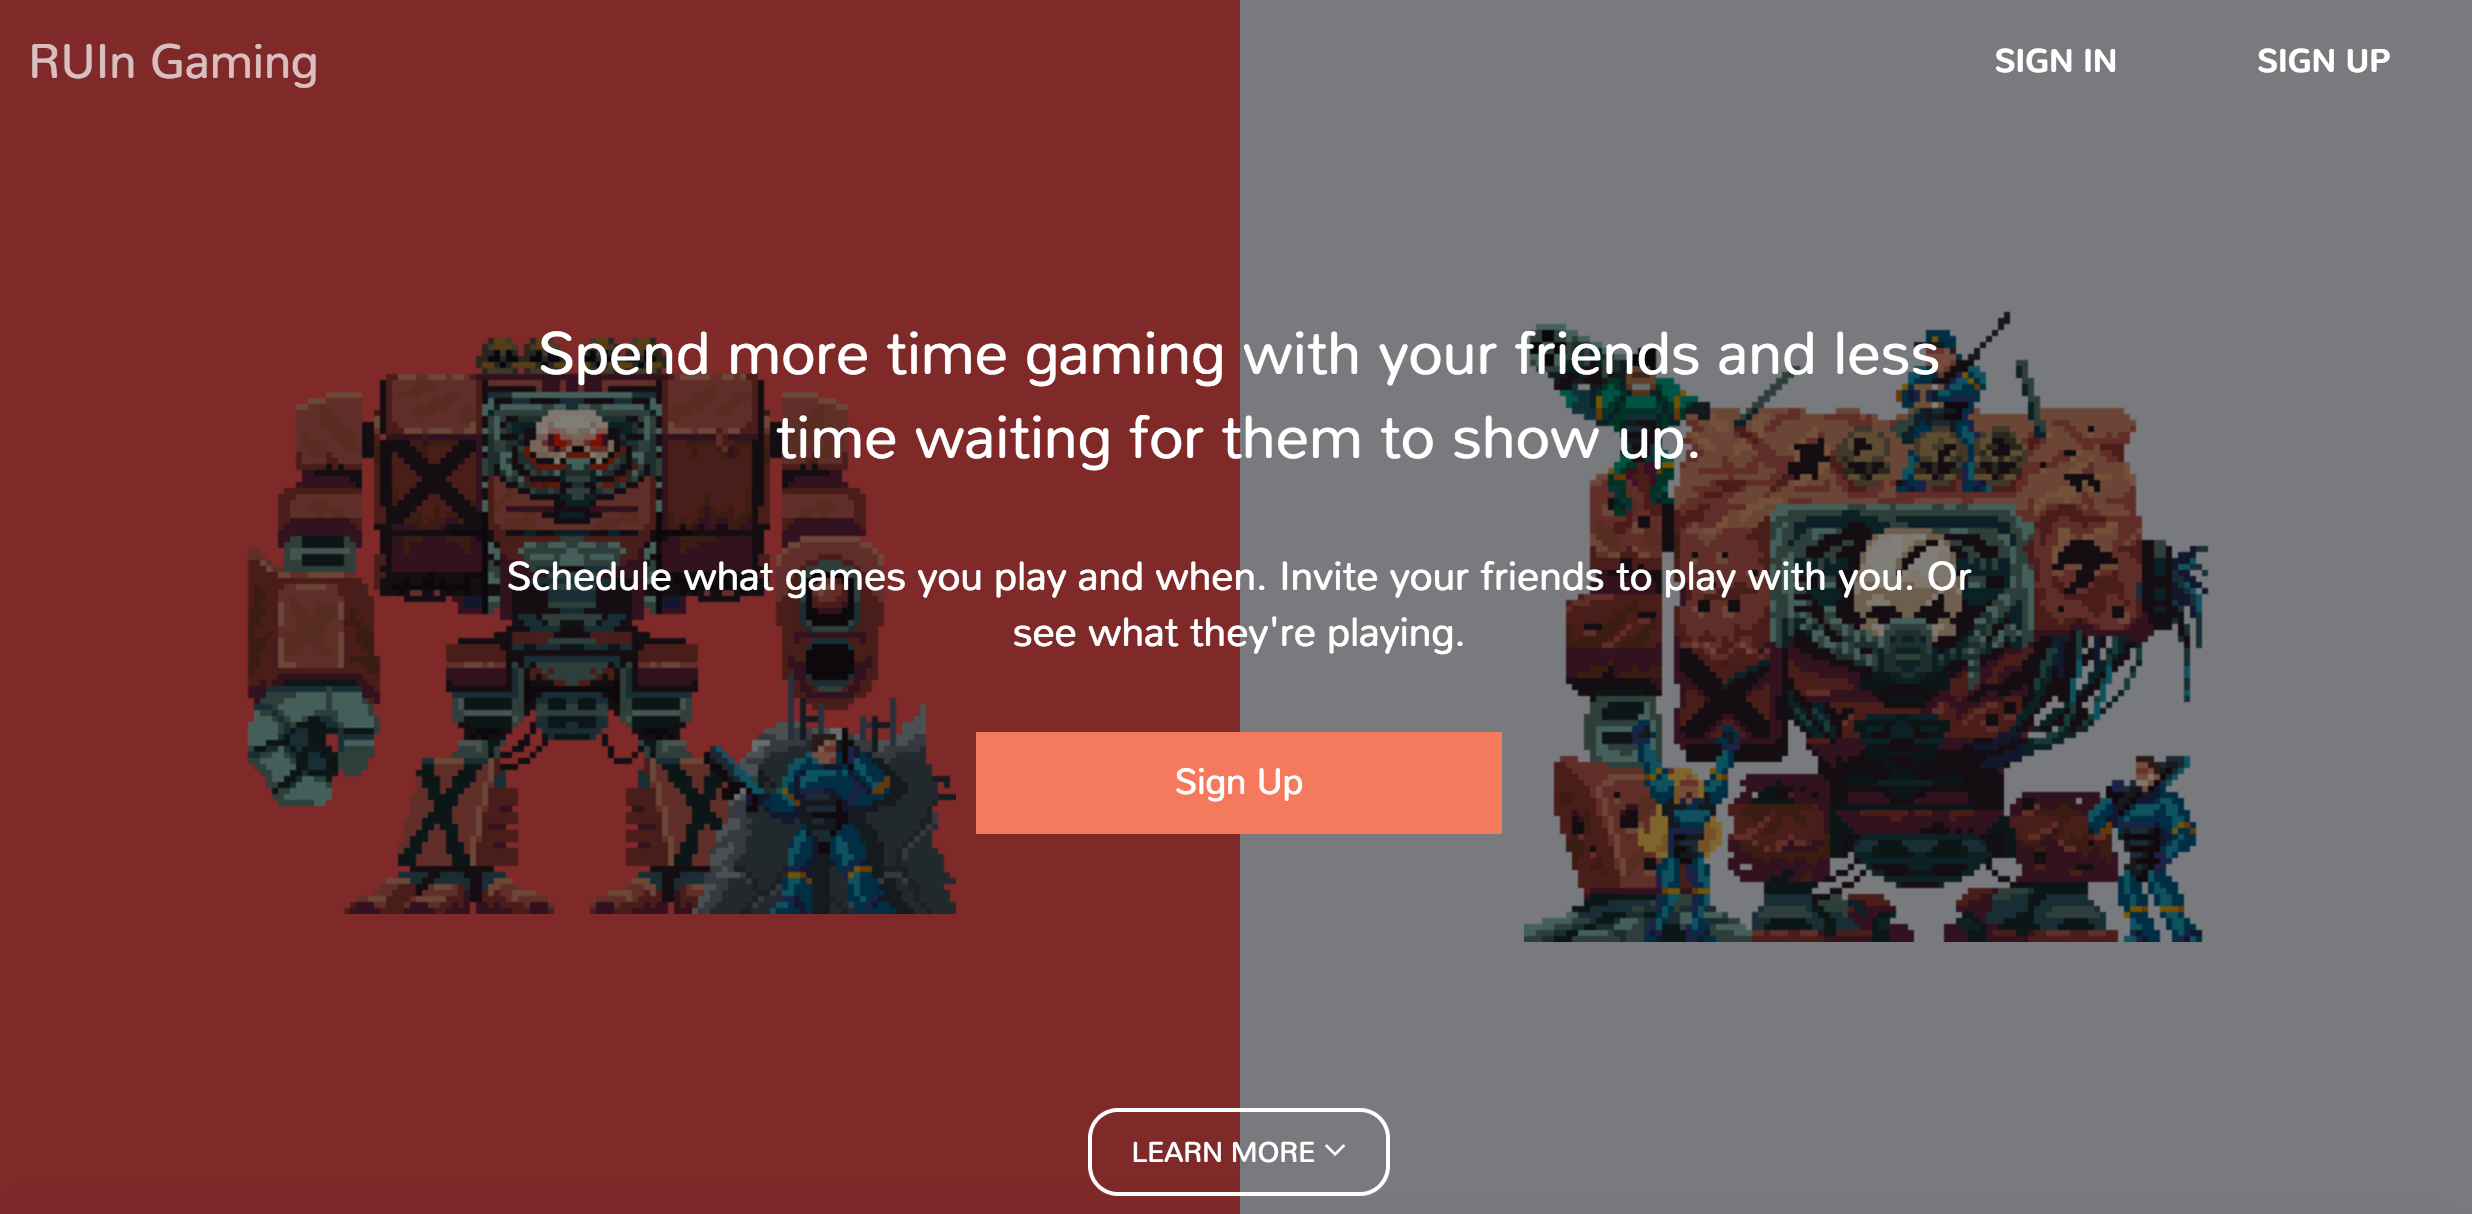 RUIn Gaming
SIGN IN
SIGN UP
Spend more time gaming with your friends and less
time waiting for them to show up.
Schedule what games you play and when. Invite your friends to play with you. Or
see what they're playing.
Sign Up
LEARN MORE